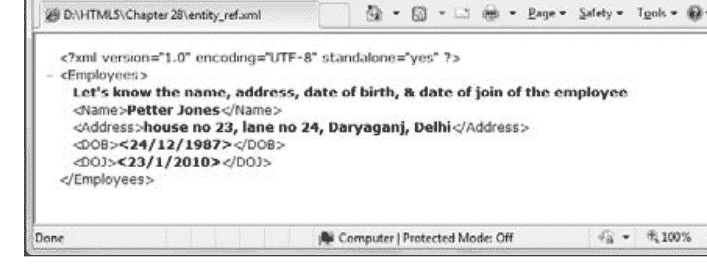 D:\HTML5\Chapter 28\entity_ref.xml
Page Safety Tools
<?xml version="1.0" encoding="UTF-8" standalone="yes" ?>
- <Employees>
Let's know the name, address, date of birth, & date of join of the employee
<Name>Petter Jones</Name>
<Address>house no 23, lane no 24, Daryaganj, Delhi</Address>
<DOB><24/12/1987></DOB>
<DOJ><23/1/2010></DOJ>
</Employees>
Done Computer | Protected Mode: Off 100%